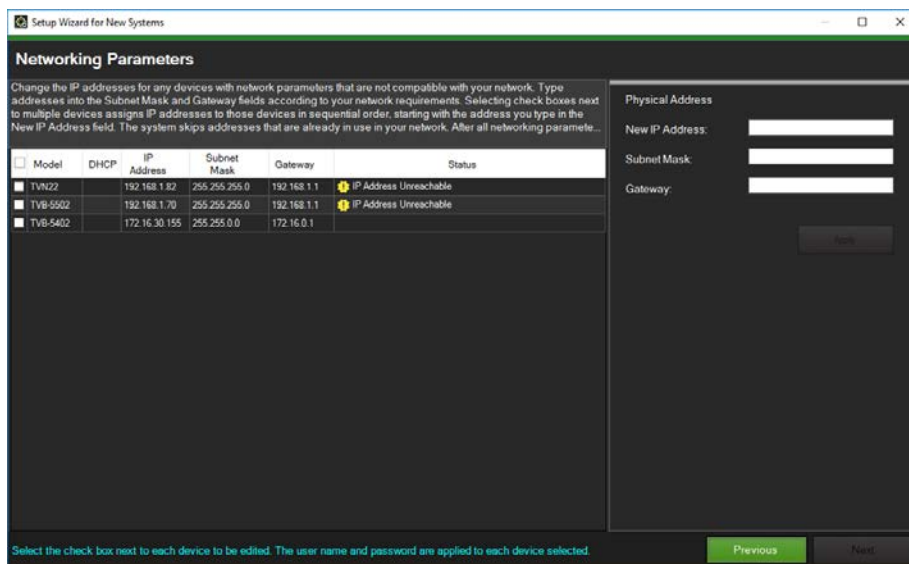 Setup Wizard for New Systems
Networking Parameters
Change the IP addresses for any devices with network parameters that are not compatible with your network. Type
addresses into the Subnet Mask and Gateway fields according to your network requirements. Selecting check boxes next
to multiple devices assigns IP addresses to those devices in sequential order, starting with the address you type in the
New IP Address field. The system skips addresses that are already in use in your network. After all networking paramete...
Model DHCP IP Address Subnet Mask Gateway Status
TVN22 192.168.1.82 255.255.255.0 192.168.1.1 IP Address Unreachable
TVB-5502 192.168.1.70 255.255.255.0 192.168.1.1 IP Address Unreachable
TVB-5402 172.16.30.155 255.255.0.0 172.16.0.1
Physical Address
New IP Address:
Subnet Mask:
Gateway:
Apply
Select the check box next to each device to be edited. The user name and password are applied to each device selected.
Previous
Next